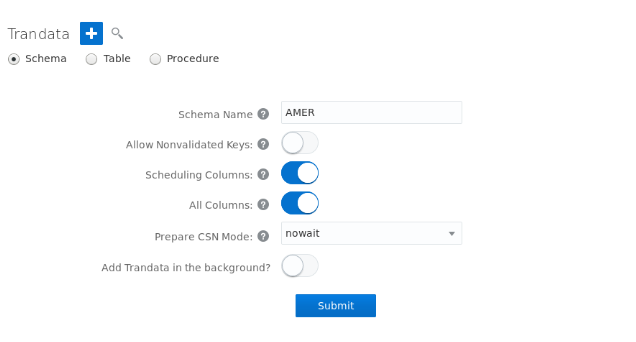 Trandata
Schema Table Procedure
Schema Name ? AMER
Allow Nonvalidated Keys: ?
Scheduling Columns: ?
All Columns: ?
Prepare CSN Mode: ? nowait
Add Trandata in the background?
Submit